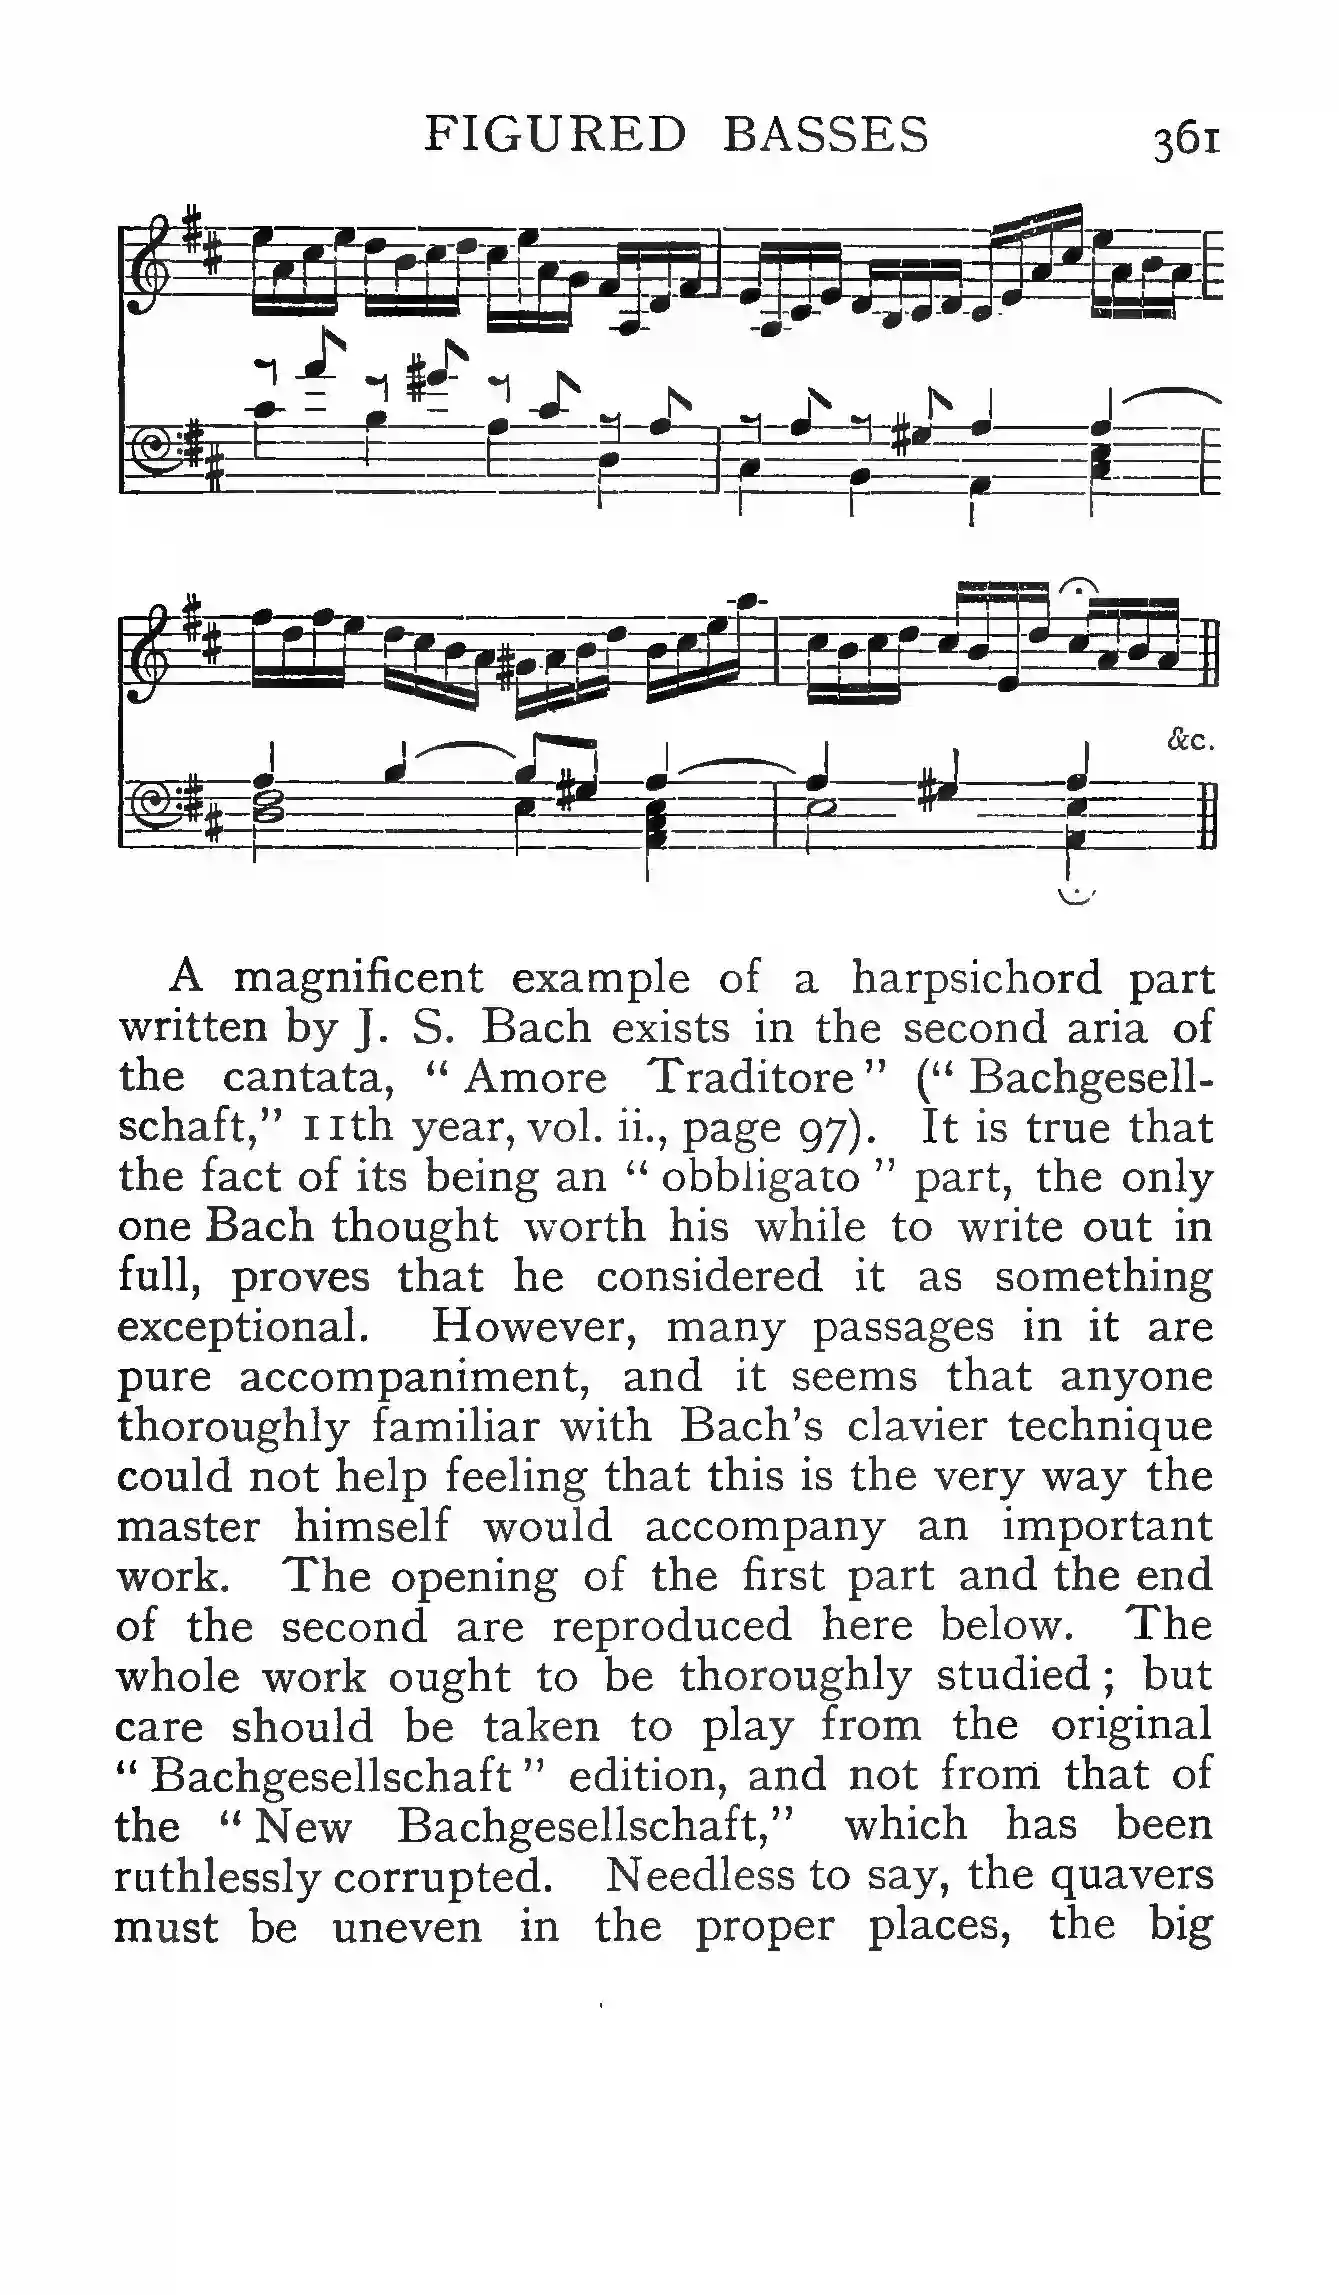 FIGURED BASSES 361
&c.
A magnificent example of a harpsichord part
written by J. S. Bach exists in the second aria of
the cantata, “ Amore Traditore ” (“ Bachgesell-
schaft,” 11th year, vol. ii., page 97). It is true that
the fact of its being an “ obbligato ” part, the only
one Bach thought worth his while to write out in
full, proves that he considered it as something
exceptional. However, many passages in it are
pure accompaniment, and it seems that anyone
thoroughly familiar with Bach’s clavier technique
could not help feeling that this is the very way the
master himself would accompany an important
work. The opening of the first part and the end
of the second are reproduced here below. The
whole work ought to be thoroughly studied ; but
care should be taken to play from the original
“ Bachgesellschaft ” edition, and not from that of
the “ New Bachgesellschaft,” which has been
ruthlessly corrupted. Needless to say, the quavers
must be uneven in the proper places, the big